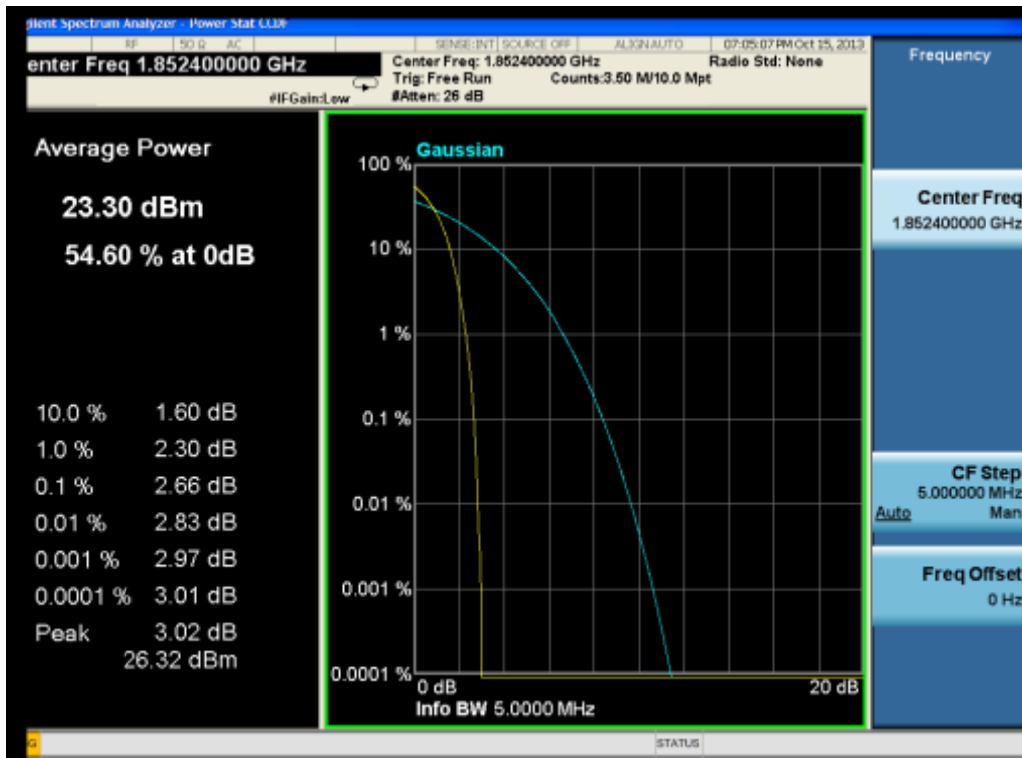 ilent Spectrum Analyzer - Power Stat CCDF
RF 50 Ω AC SENSE:INT SOURCE OFF ALIGN AUTO 07:05:07 PM Oct 15, 2013
enter Freq 1.852400000 GHz
Center Freq: 1.852400000 GHz Radio Std: None
Trig: Free Run Counts:3.50 M/10.0 Mpt
#IFGain:Low #Atten: 26 dB
Frequency
Average Power
23.30 dBm
54.60 % at 0dB
10.0 % 1.60 dB
1.0 % 2.30 dB
0.1 % 2.66 dB
0.01 % 2.83 dB
0.001 % 2.97 dB
0.0001 % 3.01 dB
Peak 3.02 dB
26.32 dBm
Gaussian
100 %
10 %
1 %
0.1 %
0.01 %
0.001 %
0.0001 %
0 dB 20 dB
Info BW 5.0000 MHz
Center Freq
1.852400000 GHz
CF Step
5.000000 MHz
Auto Man
Freq Offset
0 Hz
G
STATUS